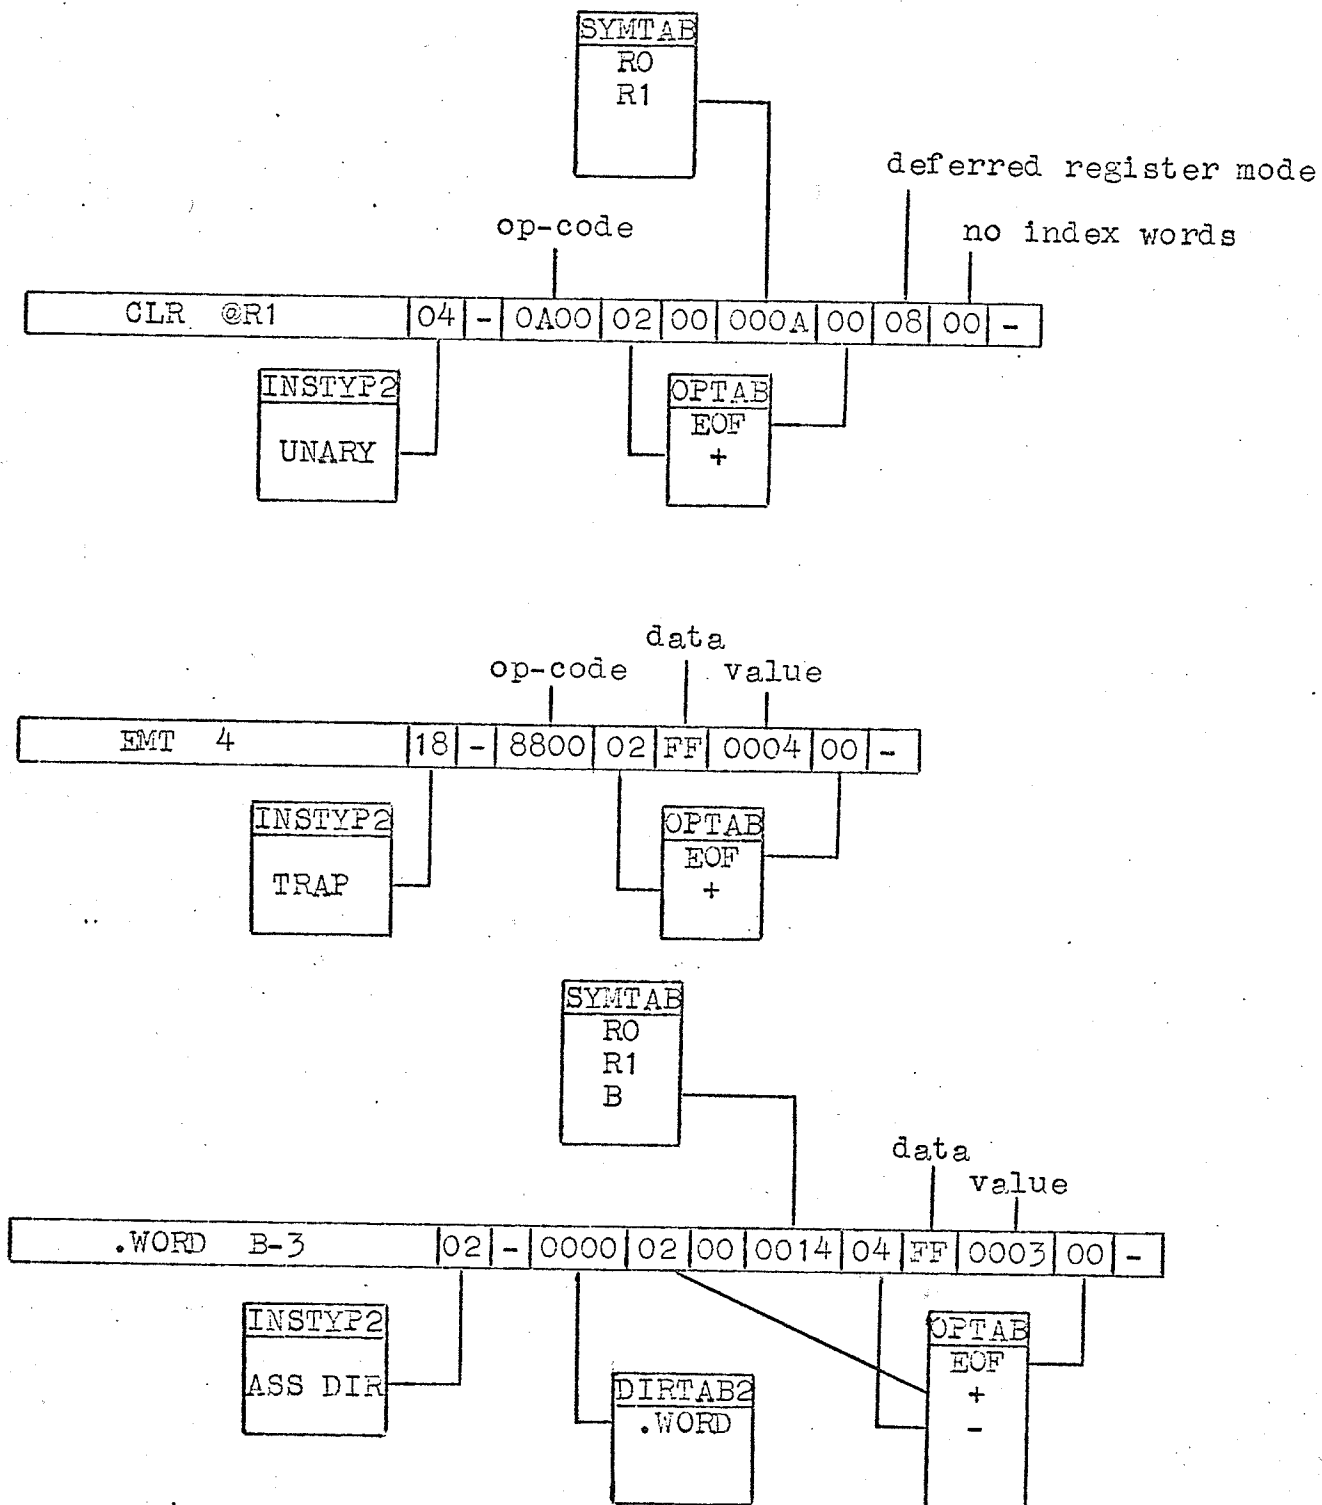 SYMTAB
R0
R1
deferred register mode
op-code
no index words
CLR @R1 04 - 0A00 02 00 000A 00 08 00 -
INSTYP2
UNARY
OPTAB
EOF
+
data
op-code
value
EMT 4 18 - 8800 02 FF 0004 00 -
INSTYP2
TRAP
OPTAB
EOF
+
SYMTAB
R0
R1
B
data
value
.WORD B-3 02 - 0000 02 00 0014 04 FF 0003 00 -
INSTYP2
ASS DIR
DIRTAB2
.WORD
OPTAB
EOF
+
-